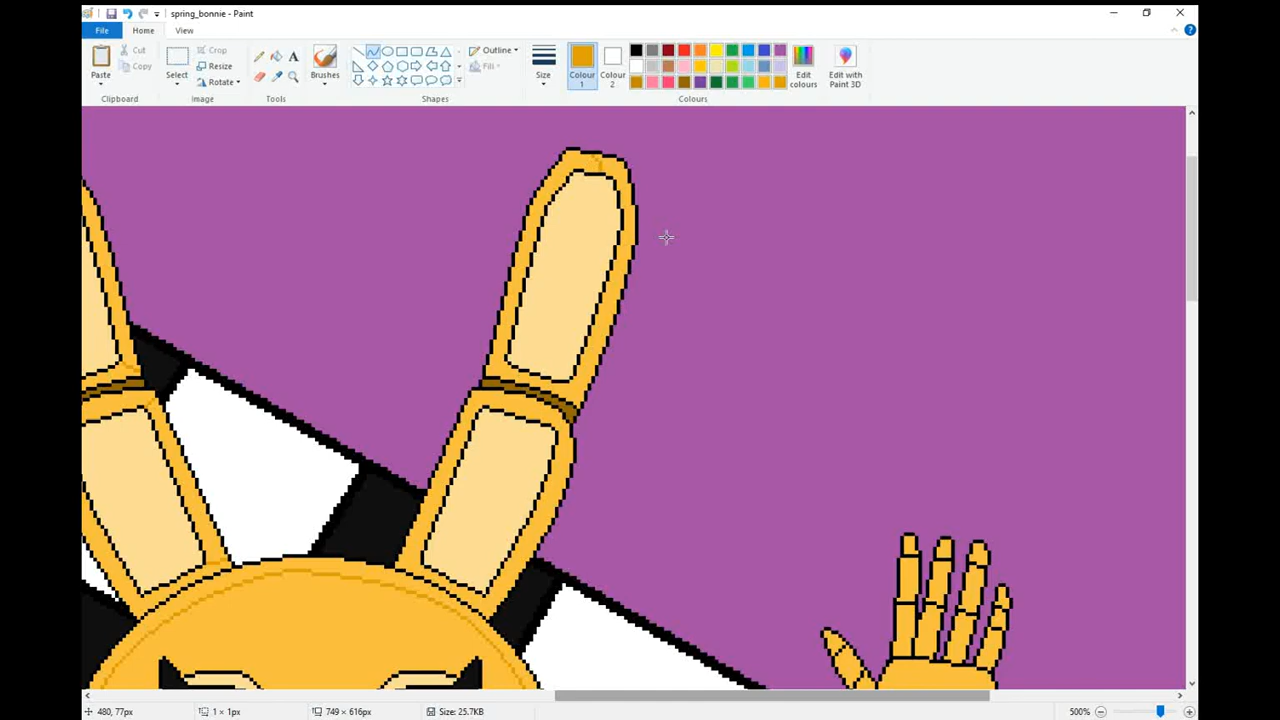 spring_bonnie - Paint
File Home View
Paste
Cut
Copy
Clipboard
Select
Crop
Resize
Rotate
Image
A
Tools
Brushes
Outline
Fill
Shapes
Size
Colour 1
Colour 2
Edit colours
Edit with Paint 3D
Colours
480, 77px
1 × 1px
749 × 616px
Size: 25.7KB
500%